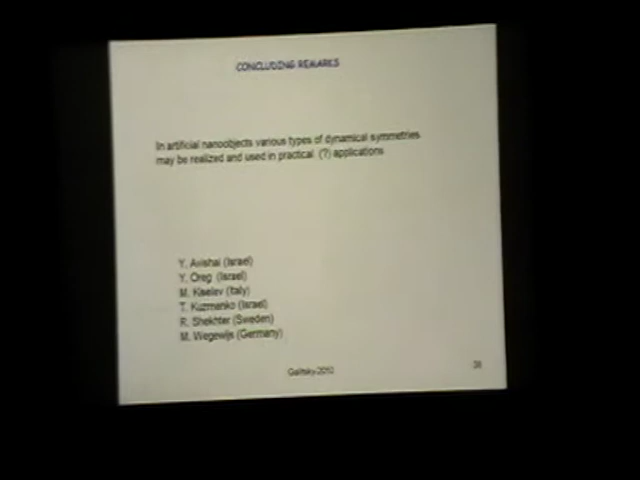 CONCLUDING REMARKS
In artificial nanoobjects various types of dynamical symmetries
may be realized and used in practical (?) applications
Y. Avishai (Israel)
Y. Oreg (Israel)
M. Kiselev (Italy)
T. Kuzmenko (Israel)
R. Shekhter (Sweden)
M. Wegewijs (Germany)
Galitsky-2010